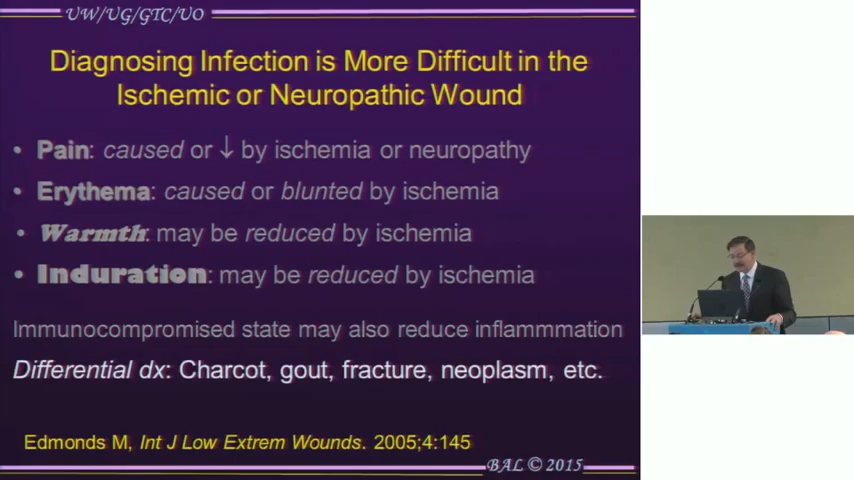 UW/UG/GTC/UO
Diagnosing Infection is More Difficult in the
Ischemic or Neuropathic Wound
• Pain: caused or ↓ by ischemia or neuropathy
• Erythema: caused or blunted by ischemia
• Warmth: may be reduced by ischemia
• Induration: may be reduced by ischemia
Immunocompromised state may also reduce inflammmation
Differential dx: Charcot, gout, fracture, neoplasm, etc.
Edmonds M, Int J Low Extrem Wounds. 2005;4:145
BAL © 2015